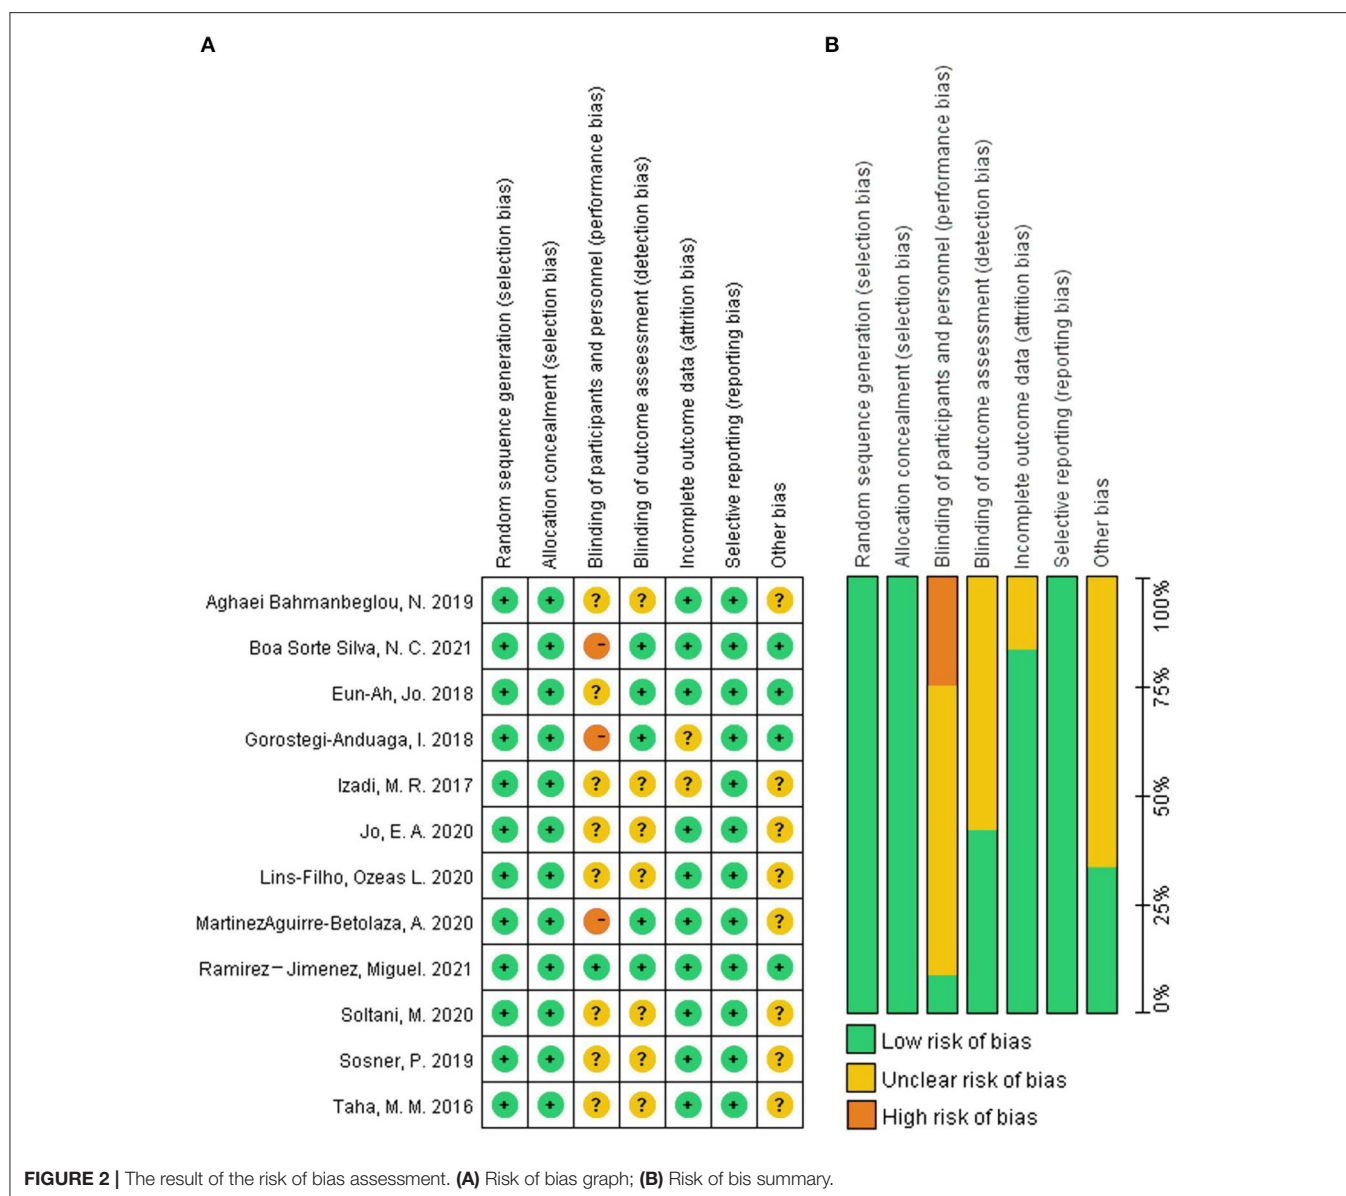 A
B
Random sequence generation (selection bias)
Allocation concealment (selection bias)
Blinding of participants and personnel (performance bias)
Blinding of outcome assessment (detection bias)
Incomplete outcome data (attrition bias)
Selective reporting (reporting bias)
Other bias
Random sequence generation (selection bias)
Allocation concealment (selection bias)
Blinding of participants and personnel (performance bias)
Blinding of outcome assessment (detection bias)
Incomplete outcome data (attrition bias)
Selective reporting (reporting bias)
Other bias
Aghaei Bahmanbeglou, N. 2019 + + ? ? + + ?
Boa Sorte Silva, N. C. 2021 + + - + + + +
Eun-Ah, Jo. 2018 + + ? + + + +
Gorostegi-Anduaga, I. 2018 + + - + ? + +
Izadi, M. R. 2017 + + ? ? ? + ?
Jo, E. A. 2020 + + ? ? + + ?
Lins-Filho, Ozeas L. 2020 + + ? ? + + ?
MartinezAguirre-Betolaza, A. 2020 + + - + + + ?
Ramirez-Jimenez, Miguel. 2021 + + + + + + +
Soltani, M. 2020 + + ? ? + + ?
Sosner, P. 2019 + + ? ? + + ?
Taha, M. M. 2016 + + ? ? + + ?
100%
75%
50%
25%
0%
Low risk of bias
Unclear risk of bias
High risk of bias
FIGURE 2 | The result of the risk of bias assessment. (A) Risk of bias graph; (B) Risk of bis summary.